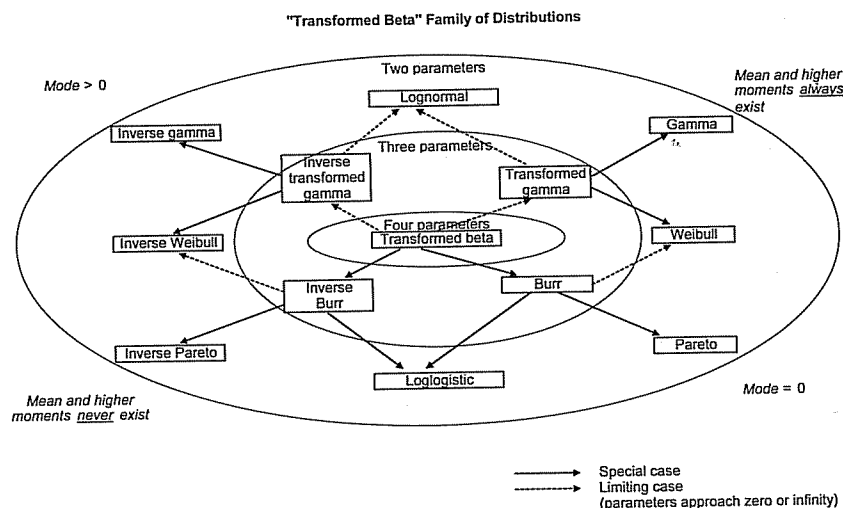 "Transformed Beta" Family of Distributions
Two parameters
Mode > 0
Mean and higher
moments always
exist
Lognormal
Inverse gamma
Gamma
Three parameters
Inverse
transformed
gamma
Transformed
gamma
Four parameters
Transformed beta
Inverse Weibull
Weibull
Inverse
Burr
Burr
Inverse Pareto
Pareto
Loglogistic
Mode = 0
Mean and higher
moments never exist
Special case
Limiting case
(parameters approach zero or infinity)